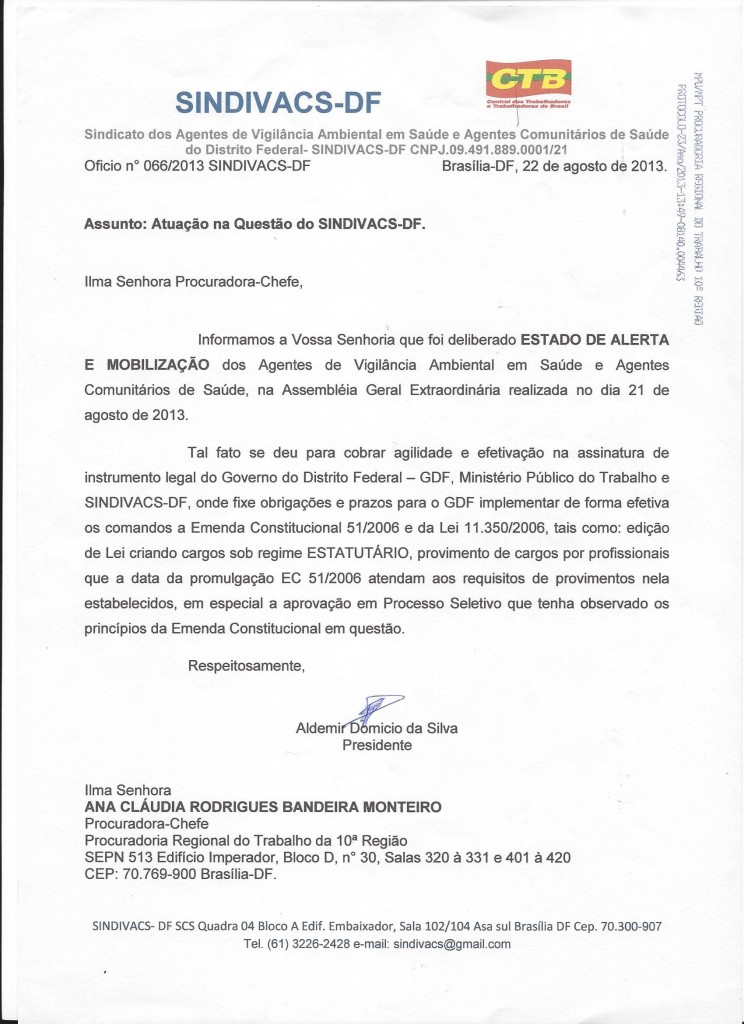 SINDIVACS-DF
CTB
Central dos Trabalhadores
e Trabalhadoras do Brasil
Sindicato dos Agentes de Vigilância Ambiental em Saúde e Agentes Comunitários de Saúde
do Distrito Federal- SINDIVACS-DF CNPJ.09.491.889.0001/21
Oficio n° 066/2013 SINDIVACS-DF Brasília-DF, 22 de agosto de 2013.
MPU/MPT PROCURADORIA REGIONAL DO TRABALHO 10ª REGIAO
PROTOCOLO-23/Ago/2013-13:49-08140.004463
Assunto: Atuação na Questão do SINDIVACS-DF.
Ilma Senhora Procuradora-Chefe,
Informamos a Vossa Senhoria que foi deliberado ESTADO DE ALERTA
E MOBILIZAÇÃO dos Agentes de Vigilância Ambiental em Saúde e Agentes
Comunitários de Saúde, na Assembléia Geral Extraordinária realizada no dia 21 de
agosto de 2013.
Tal fato se deu para cobrar agilidade e efetivação na assinatura de
instrumento legal do Governo do Distrito Federal – GDF, Ministério Público do Trabalho e
SINDIVACS-DF, onde fixe obrigações e prazos para o GDF implementar de forma efetiva
os comandos a Emenda Constitucional 51/2006 e da Lei 11.350/2006, tais como: edição
de Lei criando cargos sob regime ESTATUTÁRIO, provimento de cargos por profissionais
que a data da promulgação EC 51/2006 atendam aos requisitos de provimentos nela
estabelecidos, em especial a aprovação em Processo Seletivo que tenha observado os
princípios da Emenda Constitucional em questão.
Respeitosamente,
Aldemir Domicio da Silva
Presidente
Ilma Senhora
ANA CLÁUDIA RODRIGUES BANDEIRA MONTEIRO
Procuradora-Chefe
Procuradoria Regional do Trabalho da 10ª Região
SEPN 513 Edifício Imperador, Bloco D, n° 30, Salas 320 à 331 e 401 à 420
CEP: 70.769-900 Brasília-DF.
SINDIVACS- DF SCS Quadra 04 Bloco A Edif. Embaixador, Sala 102/104 Asa sul Brasília DF Cep. 70.300-907
Tel. (61) 3226-2428 e-mail: sindivacs@gmail.com